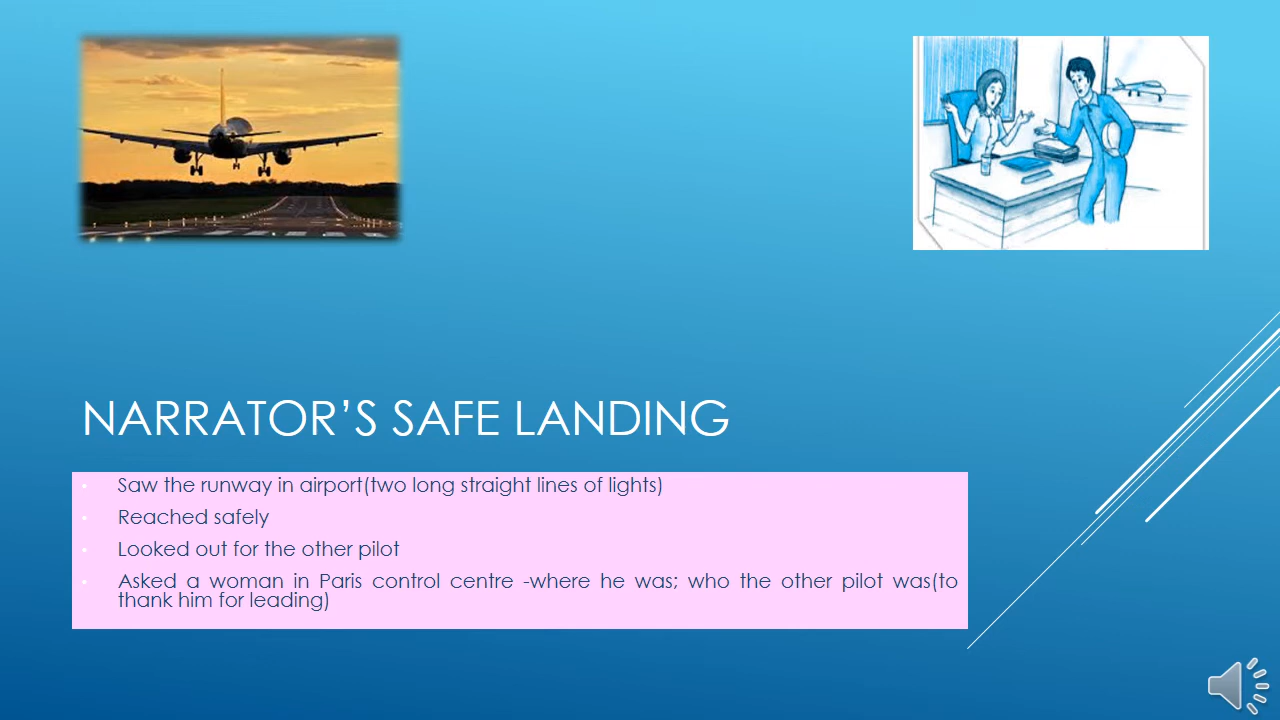 NARRATOR’S SAFE LANDING
Saw the runway in airport(two long straight lines of lights)
Reached safely
Looked out for the other pilot
Asked a woman in Paris control centre -where he was; who the other pilot was(to
thank him for leading)